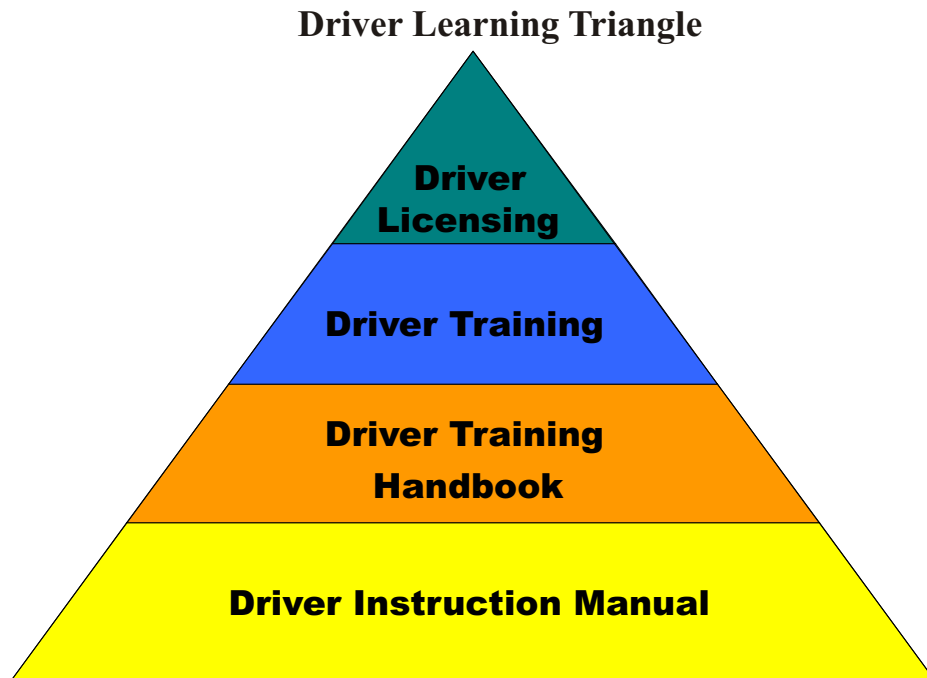 Driver Learning Triangle
Driver
Licensing
Driver Training
Driver Training
Handbook
Driver Instruction Manual